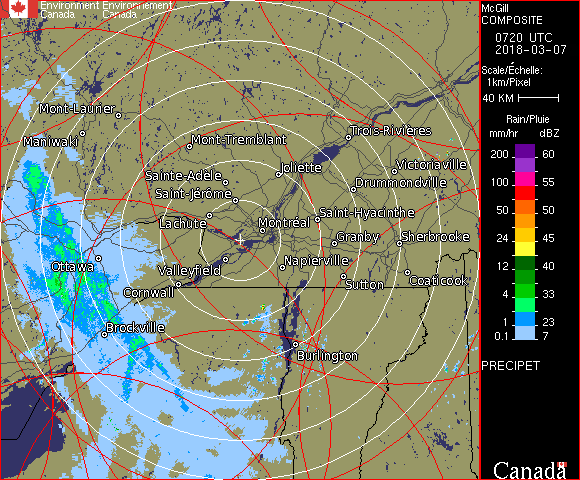 Environment Environnement
Canada Canada
McGill
COMPOSITE
0720 UTC
2018-03-07
Scale/Échelle:
1km/Pixel
40 KM
Rain/Pluie
mm/hr dBZ
200 60
100 55
50 50
24 45
12 40
4 33
1 23
0.1 7
PRECIPET
Canada
Mont-Laurier
Maniwaki
Mont-Tremblant
Trois-Rivières
Sainte-Adèle
Joliette
Victoriaville
Saint-Jérôme
Drummondville
Lachute
Montréal
Saint-Hyacinthe
Granby
Sherbrooke
Ottawa
Valleyfield
Napierville
Cornwall
Sutton
Coaticook
Brockville
Burlington